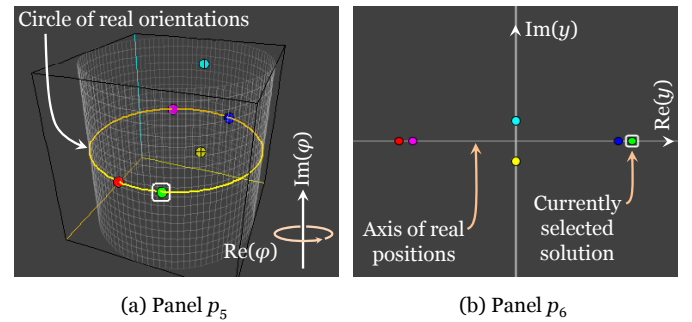 Circle of real orientations
Im(φ)
Re(φ)
(a) Panel p₅
Im(y)
Re(y)
Axis of real
positions
Currently
selected
solution
(b) Panel p₆